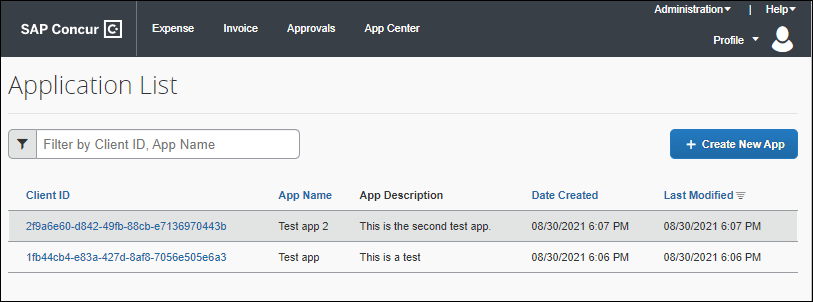 Administration | Help
SAP Concur C Expense Invoice Approvals App Center
Profile
Application List
Filter by Client ID, App Name
+ Create New App
Client ID App Name App Description Date Created Last Modified
2f9a6e60-d842-49fb-88cb-e7136970443b Test app 2 This is the second test app. 08/30/2021 6:07 PM 08/30/2021 6:07 PM
1fb44cb4-e83a-427d-8af8-7056e505e6a3 Test app This is a test 08/30/2021 6:06 PM 08/30/2021 6:06 PM